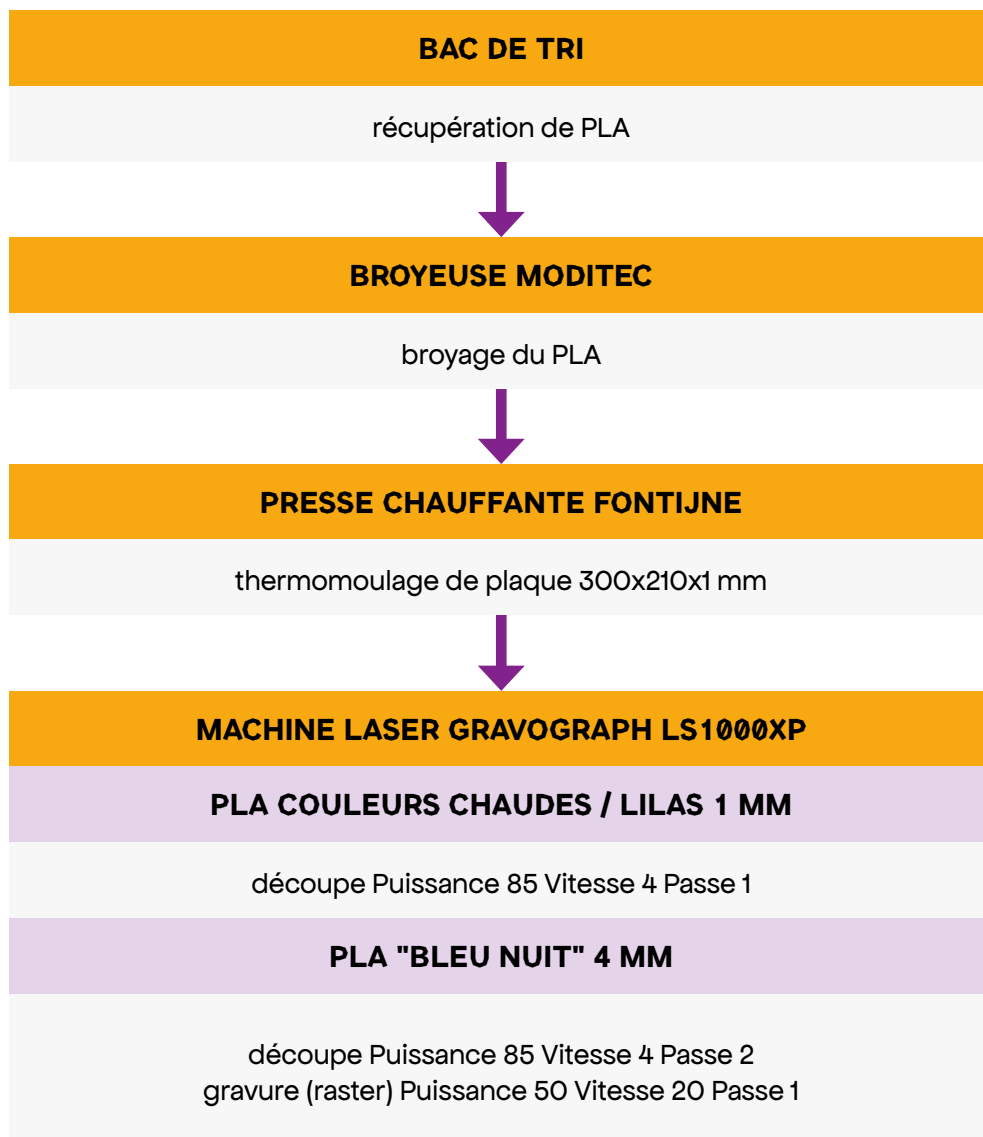 BAC DE TRI
récupération de PLA
BROYEUSE MODITEC
broyage du PLA
PRESSE CHAUFFANTE FONTIJNE
thermomoulage de plaque 300x210x1 mm
MACHINE LASER GRAVOGRAPH LS1000XP
PLA COULEURS CHAUDES / LILAS 1 MM
découpe Puissance 85 Vitesse 4 Passe 1
PLA "BLEU NUIT" 4 MM
découpe Puissance 85 Vitesse 4 Passe 2
gravure (raster) Puissance 50 Vitesse 20 Passe 1